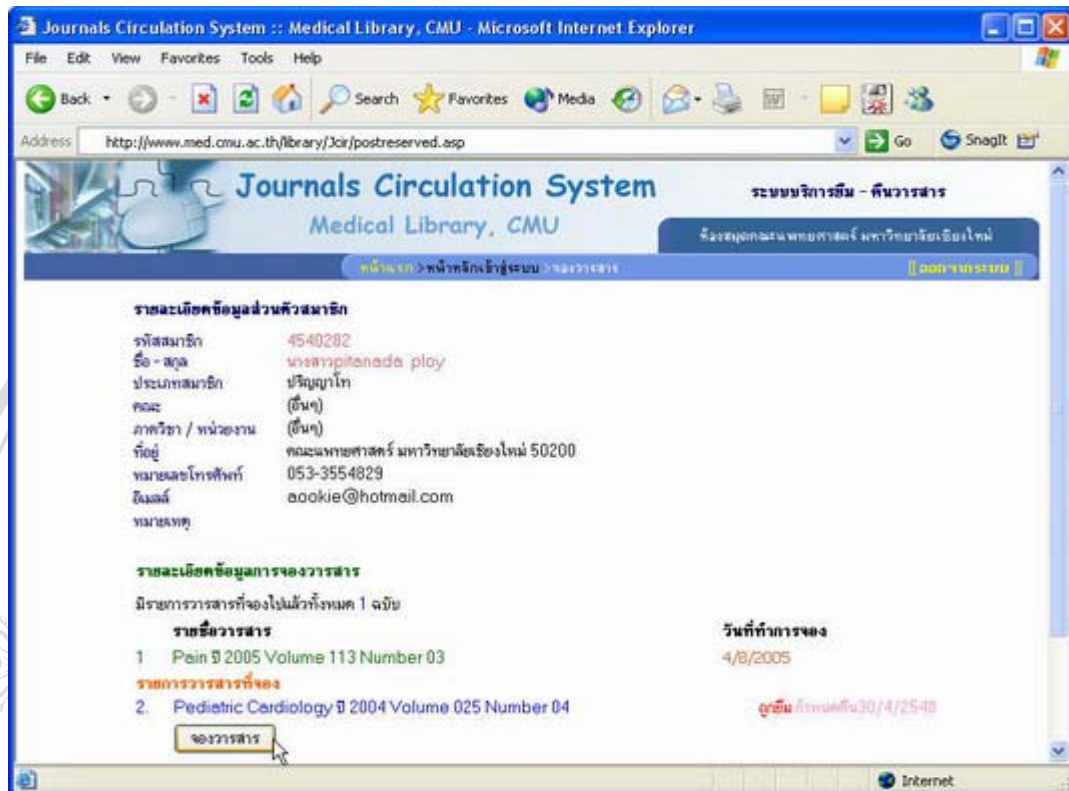 Journals Circulation System :: Medical Library, CMU - Microsoft Internet Explorer
File Edit View Favorites Tools Help
Back Search Favorites Media
Address http://www.med.cmu.ac.th/library/Jcir/postreserved.asp Go SnagIt
Journals Circulation System ระบบบริการยืม - คืนวารสาร
Medical Library, CMU ห้องสมุดคณะแพทยศาสตร์ มหาวิทยาลัยเชียงใหม่
หน้าแรก > หน้าหลักเข้าสู่ระบบ > จองวารสาร [[ ออกจากระบบ ]]
รายละเอียดข้อมูลส่วนตัวสมาชิก
รหัสสมาชิก 4540282
ชื่อ - สกุล นางสาวpitanada ploy
ประเภทสมาชิก ปริญญาโท
คณะ (อื่นๆ)
ภาควิชา / หน่วยงาน (อื่นๆ)
ที่อยู่ คณะแพทยศาสตร์ มหาวิทยาลัยเชียงใหม่ 50200
หมายเลขโทรศัพท์ 053-3554829
อีเมลล์ aookie@hotmail.com
หมายเหตุ
รายละเอียดข้อมูลการจองวารสาร
มีรายการวารสารที่จองไปแล้วทั้งหมด 1 ฉบับ
รายชื่อวารสาร วันที่ทำการจอง
1 Pain ปี 2005 Volume 113 Number 03 4/8/2005
รายการวารสารที่จอง
2. Pediatric Cardiology ปี 2004 Volume 025 Number 04 ถูกยืม กำหนดคืน30/4/2548
จองวารสาร
Internet